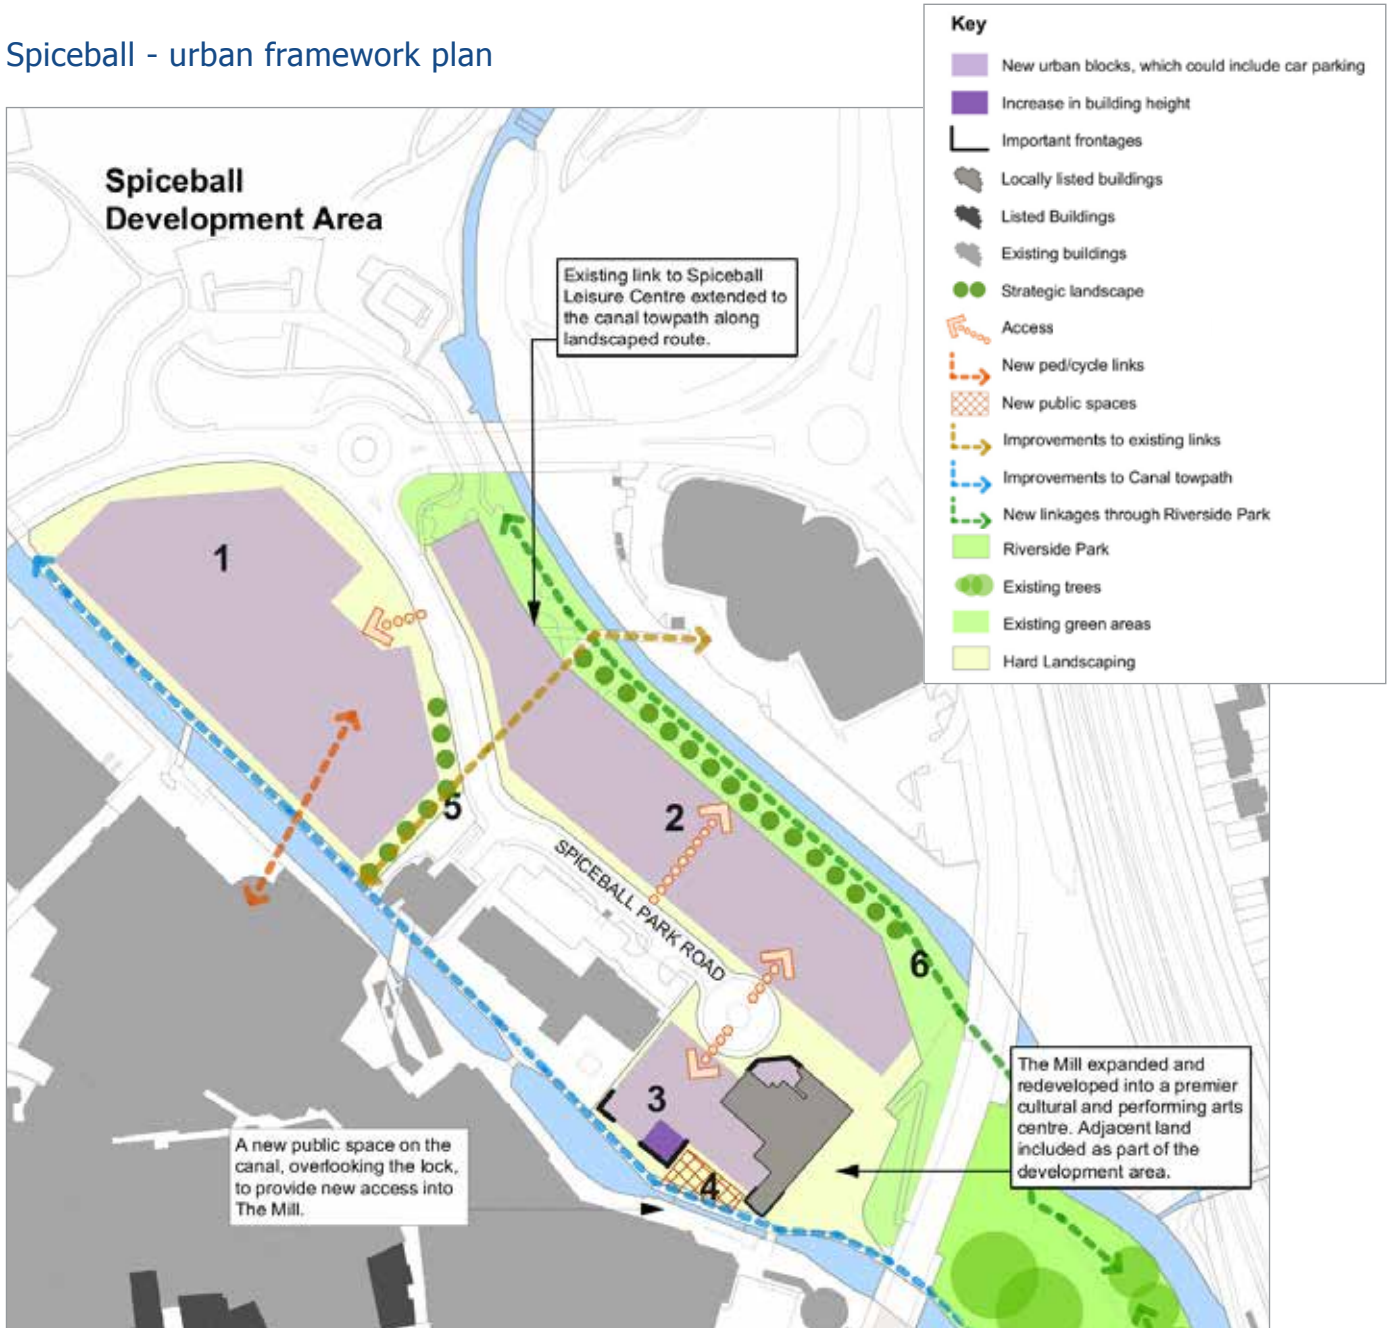 Spiceball - urban framework plan
Key
New urban blocks, which could include car parking
Increase in building height
Important frontages
Locally listed buildings
Listed Buildings
Existing buildings
Strategic landscape
Access
New ped/cycle links
New public spaces
Improvements to existing links
Improvements to Canal towpath
New linkages through Riverside Park
Riverside Park
Existing trees
Existing green areas
Hard Landscaping
Spiceball
Development Area
Existing link to Spiceball
Leisure Centre extended to
the canal towpath along
landscaped route.
1
5
2
SPICEBALL PARK ROAD
6
3
4
The Mill expanded and
redeveloped into a premier
cultural and performing arts
centre. Adjacent land
included as part of the
development area.
A new public space on the
canal, overlooking the lock,
to provide new access into
The Mill.